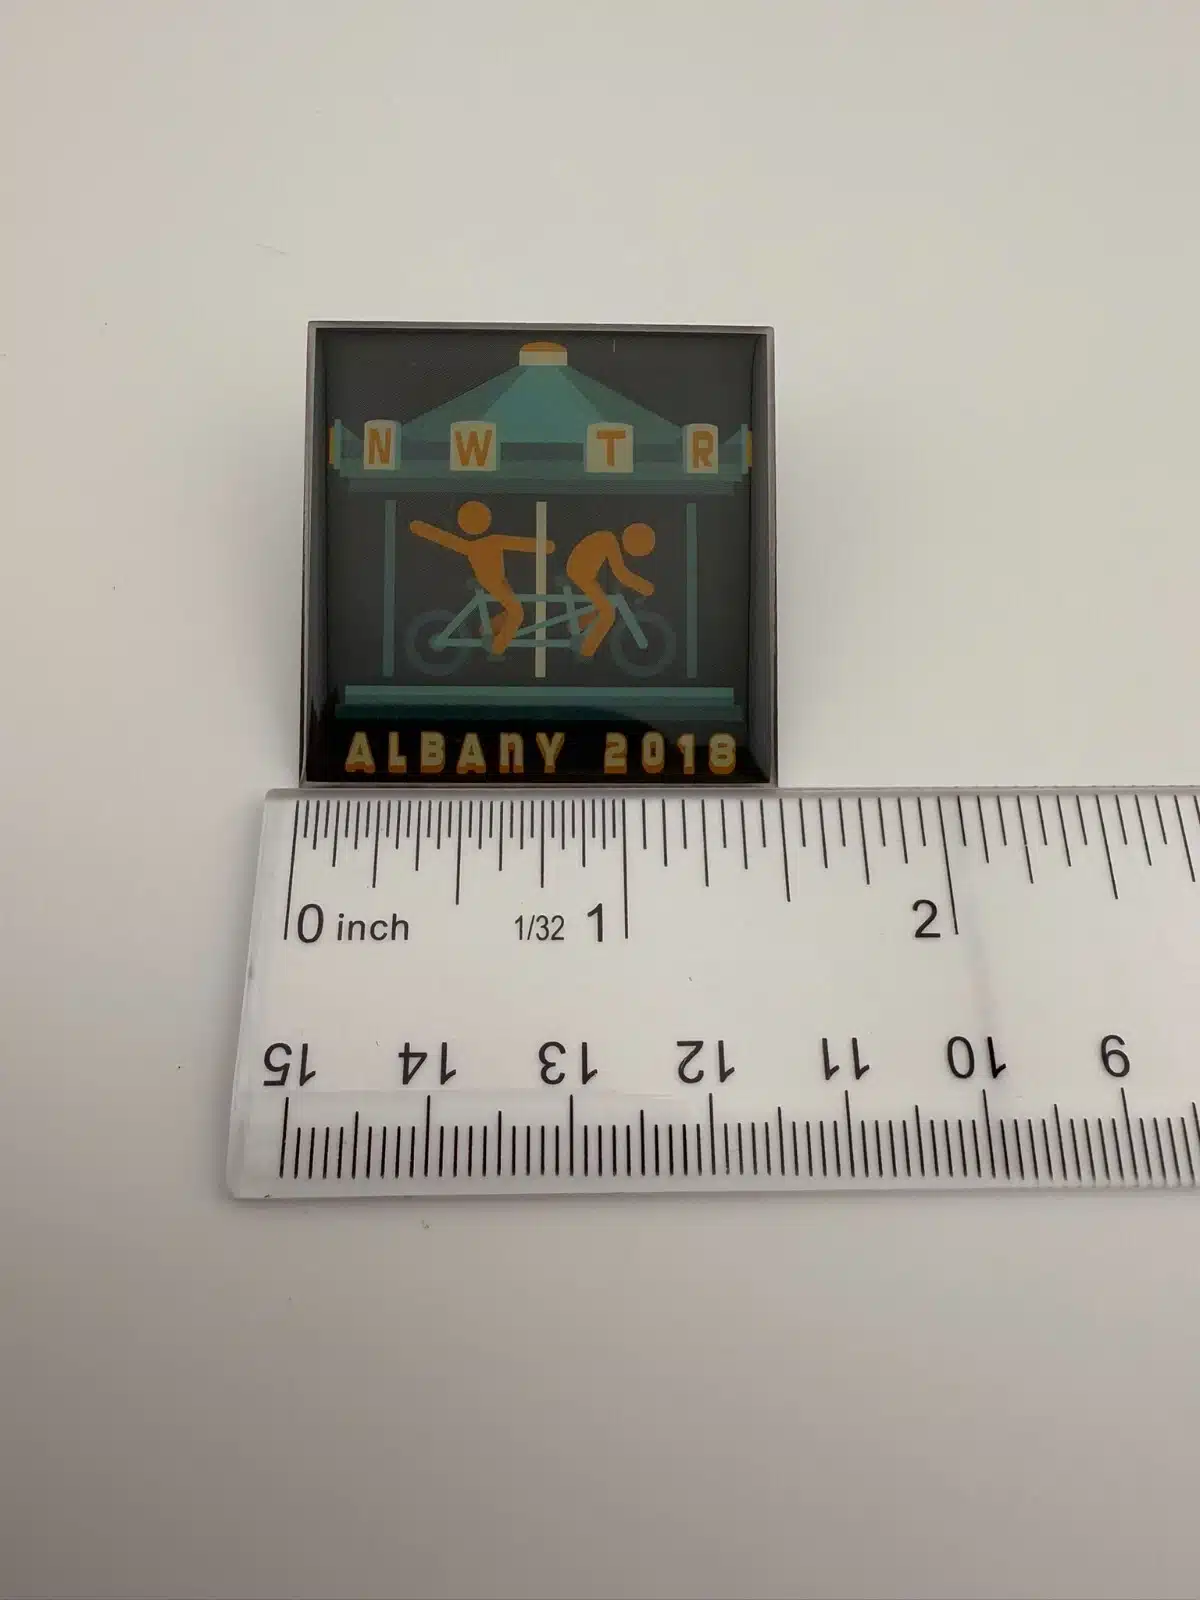 N W T R
ALBANY 2018
0 inch 1/32 1 2
15 14 13 12 11 10 9